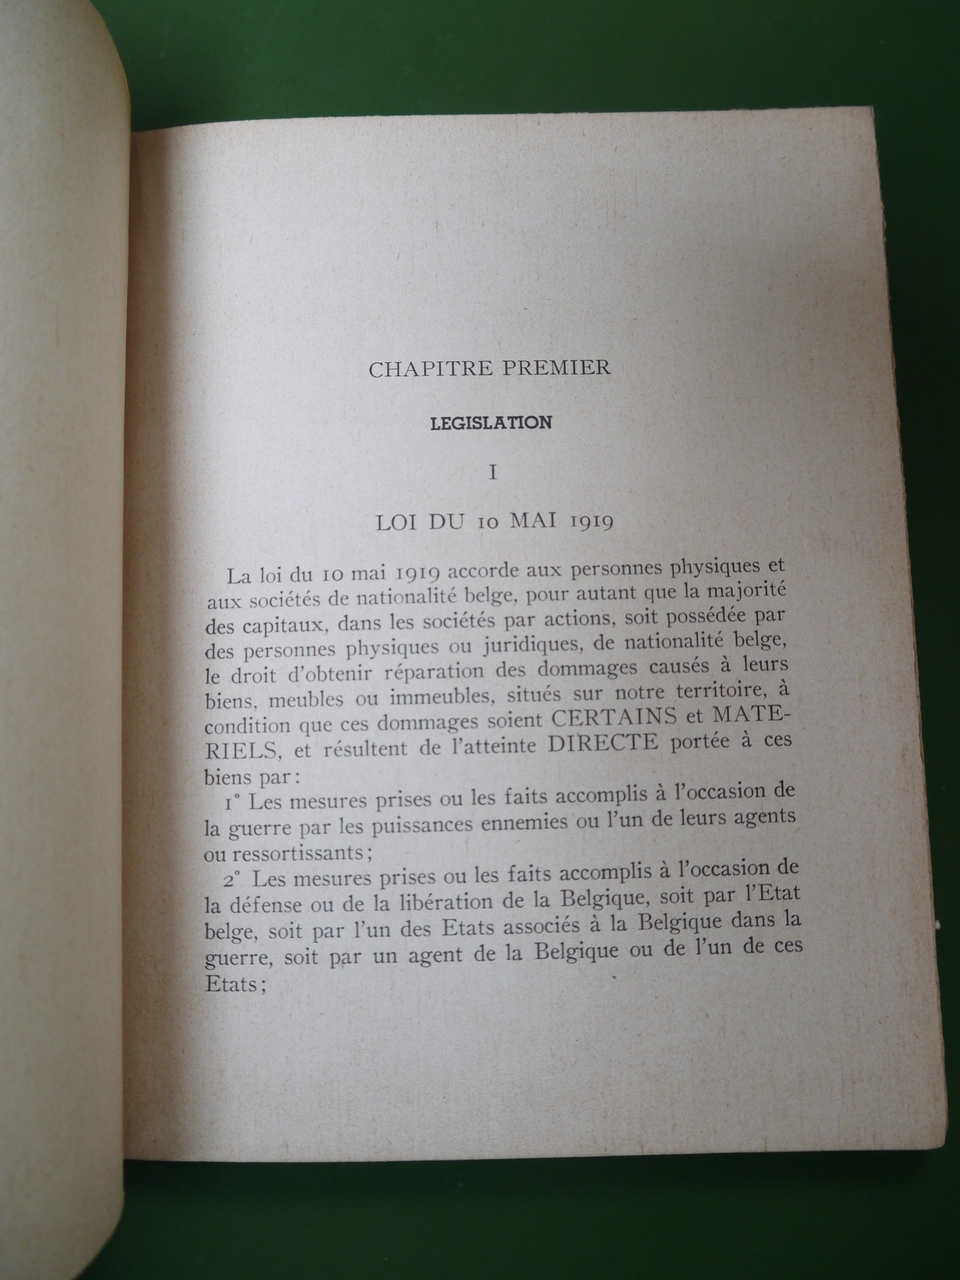 CHAPITRE PREMIER
LEGISLATION
I
LOI DU 10 MAI 1919
La loi du 10 mai 1919 accorde aux personnes physiques et
aux sociétés de nationalité belge, pour autant que la majorité
des capitaux, dans les sociétés par actions, soit possédée par
des personnes physiques ou juridiques, de nationalité belge,
le droit d'obtenir réparation des dommages causés à leurs
biens, meubles ou immeubles, situés sur notre territoire, à
condition que ces dommages soient CERTAINS et MATE-
RIELS, et résultent de l'atteinte DIRECTE portée à ces
biens par :
1° Les mesures prises ou les faits accomplis à l'occasion de
la guerre par les puissances ennemies ou l'un de leurs agents
ou ressortissants ;
2° Les mesures prises ou les faits accomplis à l'occasion de
la défense ou de la libération de la Belgique, soit par l'Etat
belge, soit par l'un des Etats associés à la Belgique dans la
guerre, soit par un agent de la Belgique ou de l'un de ces
Etats ;